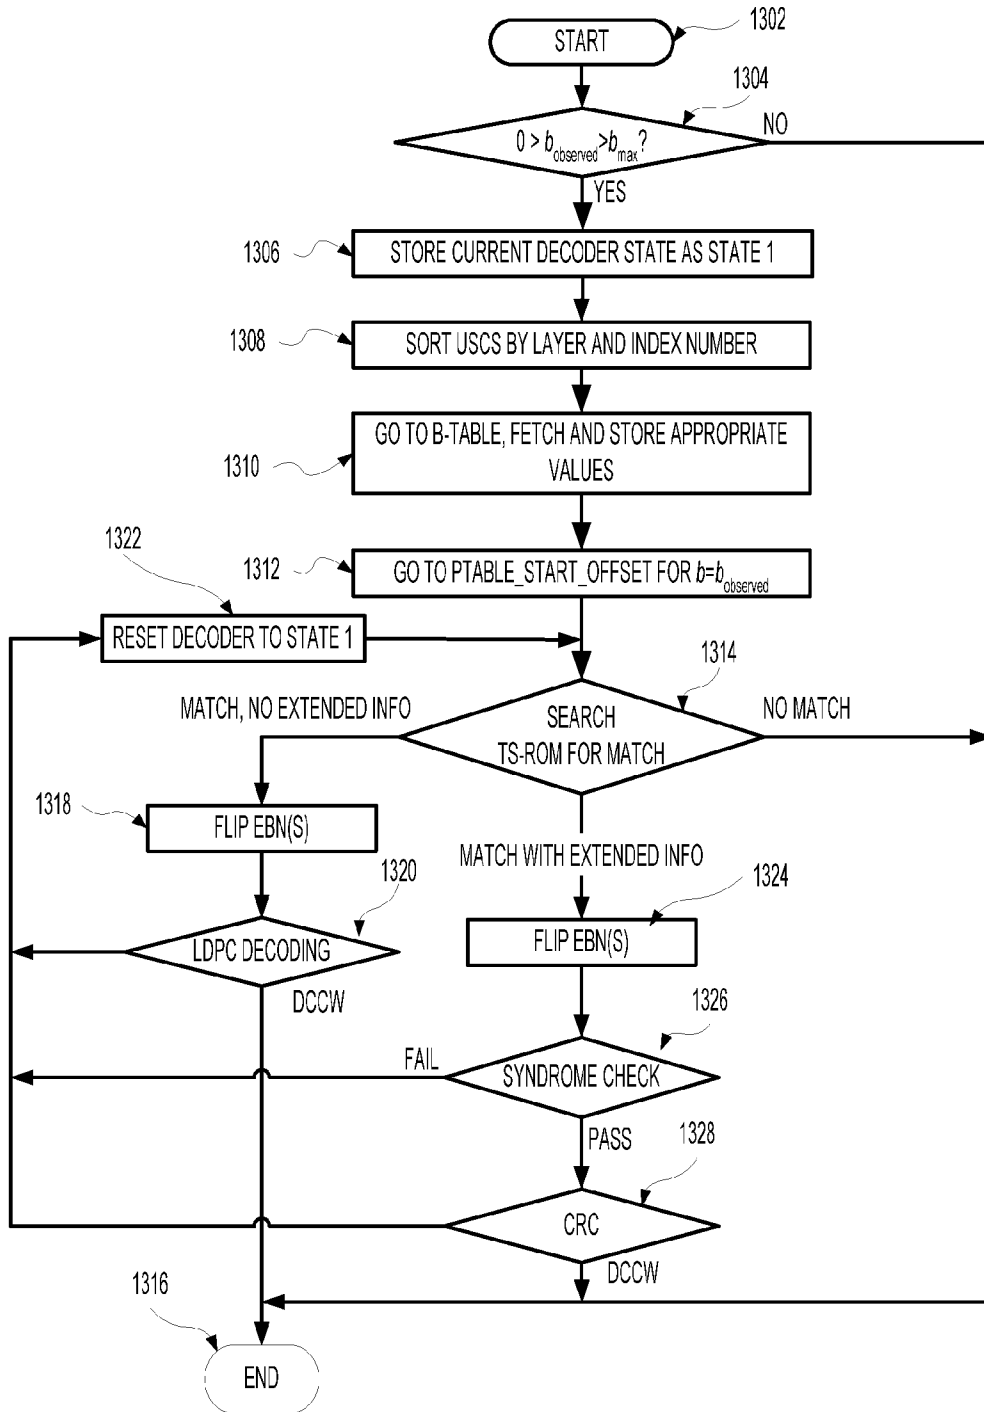 START
1302
1304
0 > b_observed > b_max?
NO
YES
1306
STORE CURRENT DECODER STATE AS STATE 1
1308
SORT USCS BY LAYER AND INDEX NUMBER
1310
GO TO B-TABLE, FETCH AND STORE APPROPRIATE
VALUES
1322
1312
GO TO PTABLE_START_OFFSET FOR b=b_observed
RESET DECODER TO STATE 1
1314
MATCH, NO EXTENDED INFO
NO MATCH
SEARCH
TS-ROM FOR MATCH
1318
FLIP EBN(S)
MATCH WITH EXTENDED INFO
1320
1324
FLIP EBN(S)
LDPC DECODING
DCCW
1326
FAIL
SYNDROME CHECK
PASS
1328
CRC
DCCW
1316
END